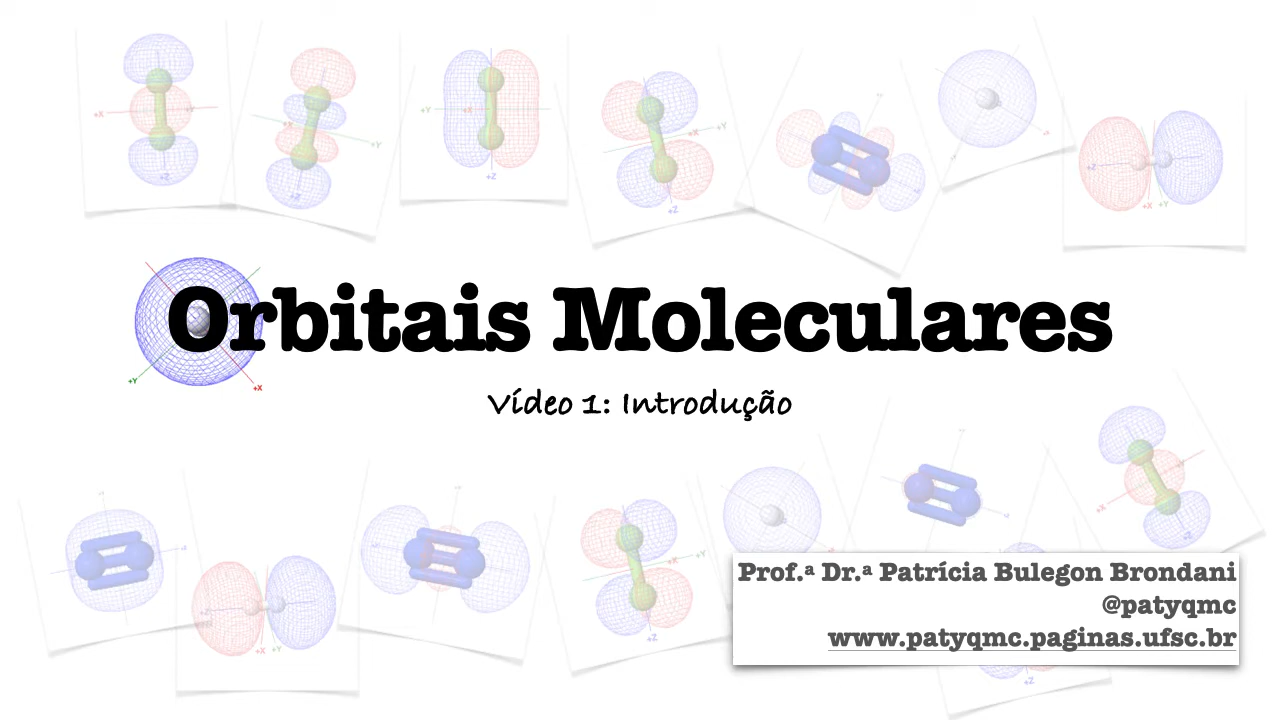 Orbitais Moleculares
+Y
+X
Vídeo 1: Introdução
Prof.ª Dr.ª Patrícia Bulegon Brondani
@patyqmc
www.patyqmc.paginas.ufsc.br